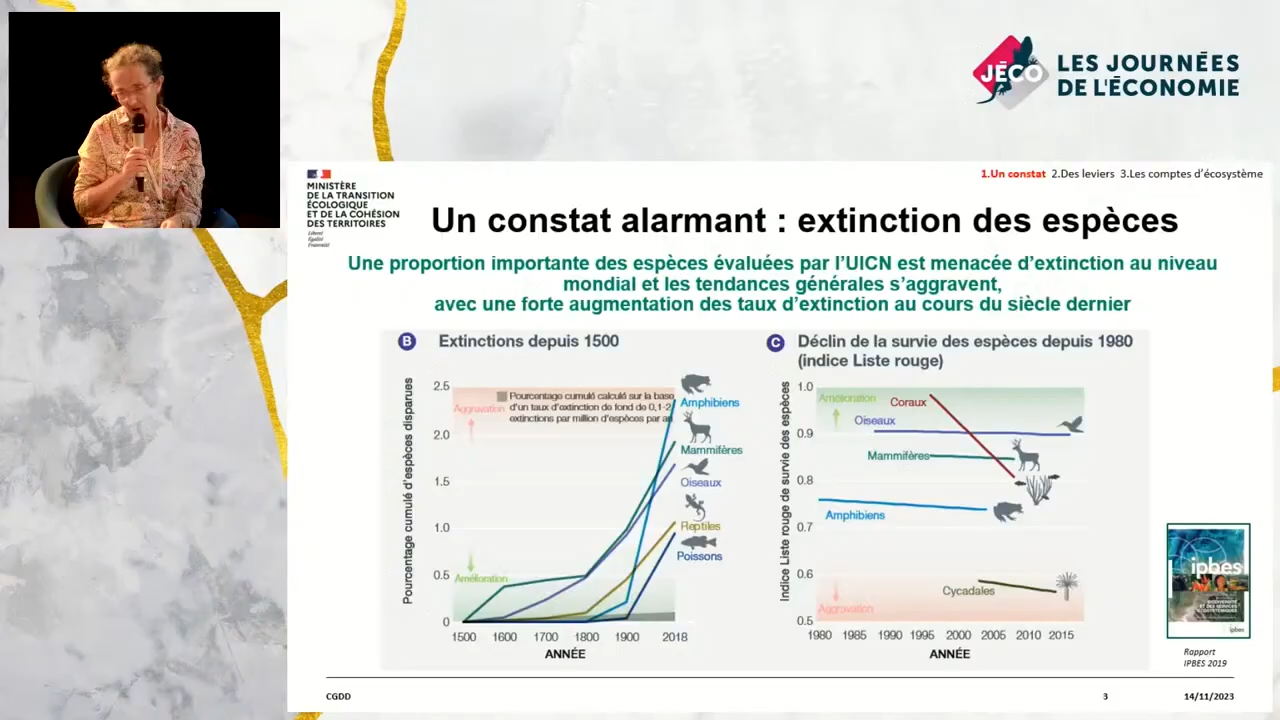 JÉCO
LES JOURNÉES
DE L'ÉCONOMIE
MINISTÈRE
DE LA TRANSITION
ÉCOLOGIQUE
ET DE LA COHÉSION
DES TERRITOIRES
Liberté
Égalité
Fraternité
1.Un constat 2.Des leviers 3.Les comptes d'écosystème
Un constat alarmant : extinction des espèces
Une proportion importante des espèces évaluées par l'UICN est menacée d'extinction au niveau
mondial et les tendances générales s'aggravent,
avec une forte augmentation des taux d'extinction au cours du siècle dernier
B Extinctions depuis 1500
Pourcentage cumulé d'espèces disparues
2.5
2.0
1.5
1.0
0.5
0
Aggravation
Pourcentage cumulé calculé sur la base
d'un taux d'extinction de fond de 0,1-2
extinctions par million d'espèces par an
Amélioration
Amphibiens
Mammifères
Oiseaux
Reptiles
Poissons
1500 1600 1700 1800 1900 2018
ANNÉE
C Déclin de la survie des espèces depuis 1980
(indice Liste rouge)
Indice Liste rouge de survie des espèces
1.0
0.9
0.8
0.7
0.6
0.5
Amélioration
Coraux
Oiseaux
Mammifères
Amphibiens
Cycadales
Aggravation
1980 1985 1990 1995 2000 2005 2010 2015
ANNÉE
ipbes
BIODIVERSITÉ
ipbes
Rapport
IPBES 2019
CGDD
3
14/11/2023